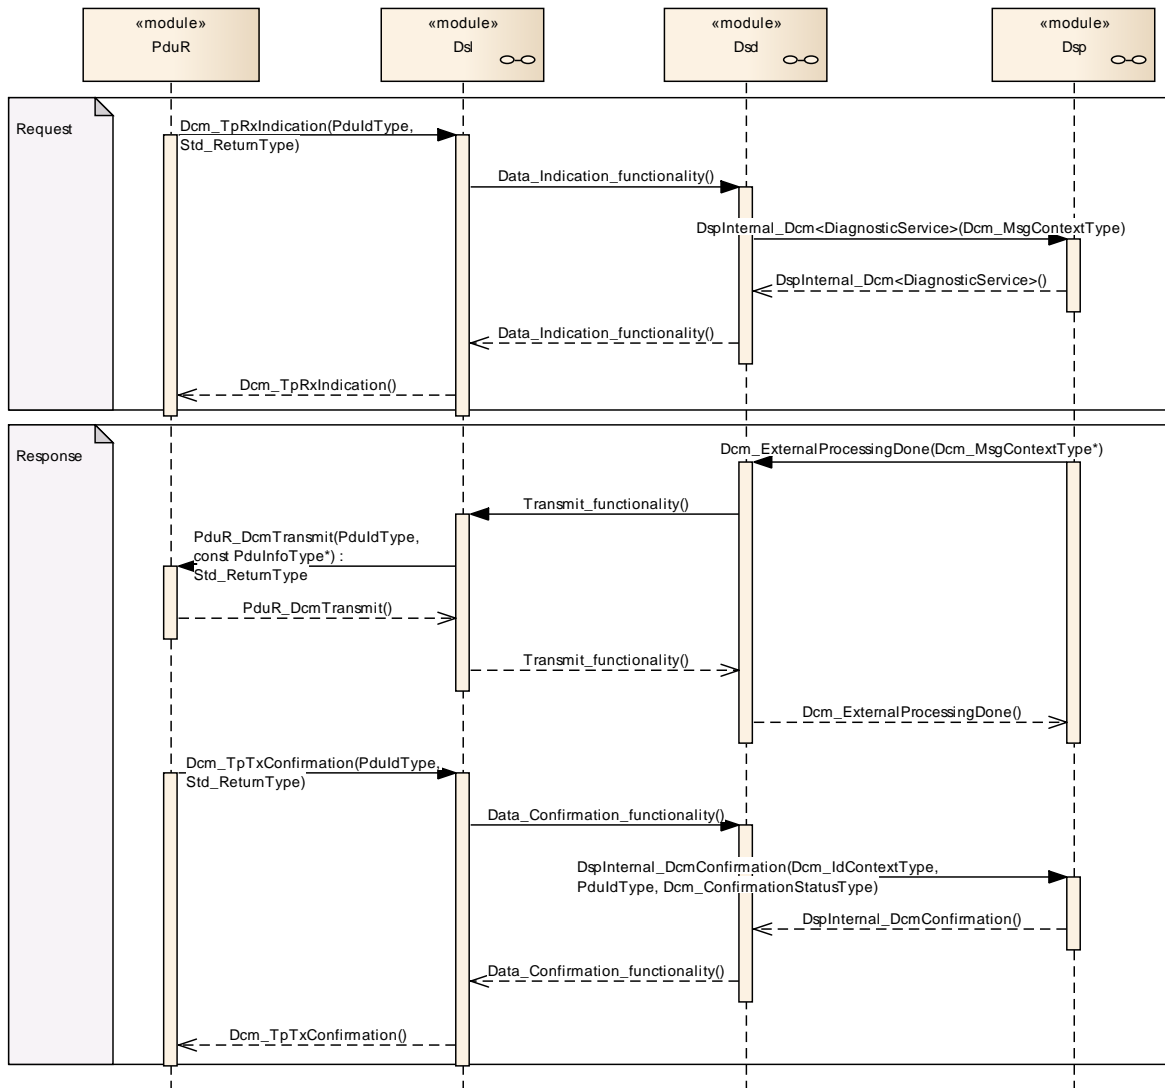 «module»
PduR
«module»
Dsl
«module»
Dsd
«module»
Dsp
Request
Dcm_TpRxIndication(PduIdType,
Std_ReturnType)
Data_Indication_functionality()
DspInternal_Dcm<DiagnosticService>(Dcm_MsgContextType)
DspInternal_Dcm<DiagnosticService>()
Data_Indication_functionality()
Dcm_TpRxIndication()
Response
Dcm_ExternalProcessingDone(Dcm_MsgContextType*)
Transmit_functionality()
PduR_DcmTransmit(PduIdType,
const PduInfoType*) :
Std_ReturnType
PduR_DcmTransmit()
Transmit_functionality()
Dcm_ExternalProcessingDone()
Dcm_TpTxConfirmation(PduIdType,
Std_ReturnType)
Data_Confirmation_functionality()
DspInternal_DcmConfirmation(Dcm_IdContextType,
PduIdType, Dcm_ConfirmationStatusType)
DspInternal_DcmConfirmation()
Data_Confirmation_functionality()
Dcm_TpTxConfirmation()